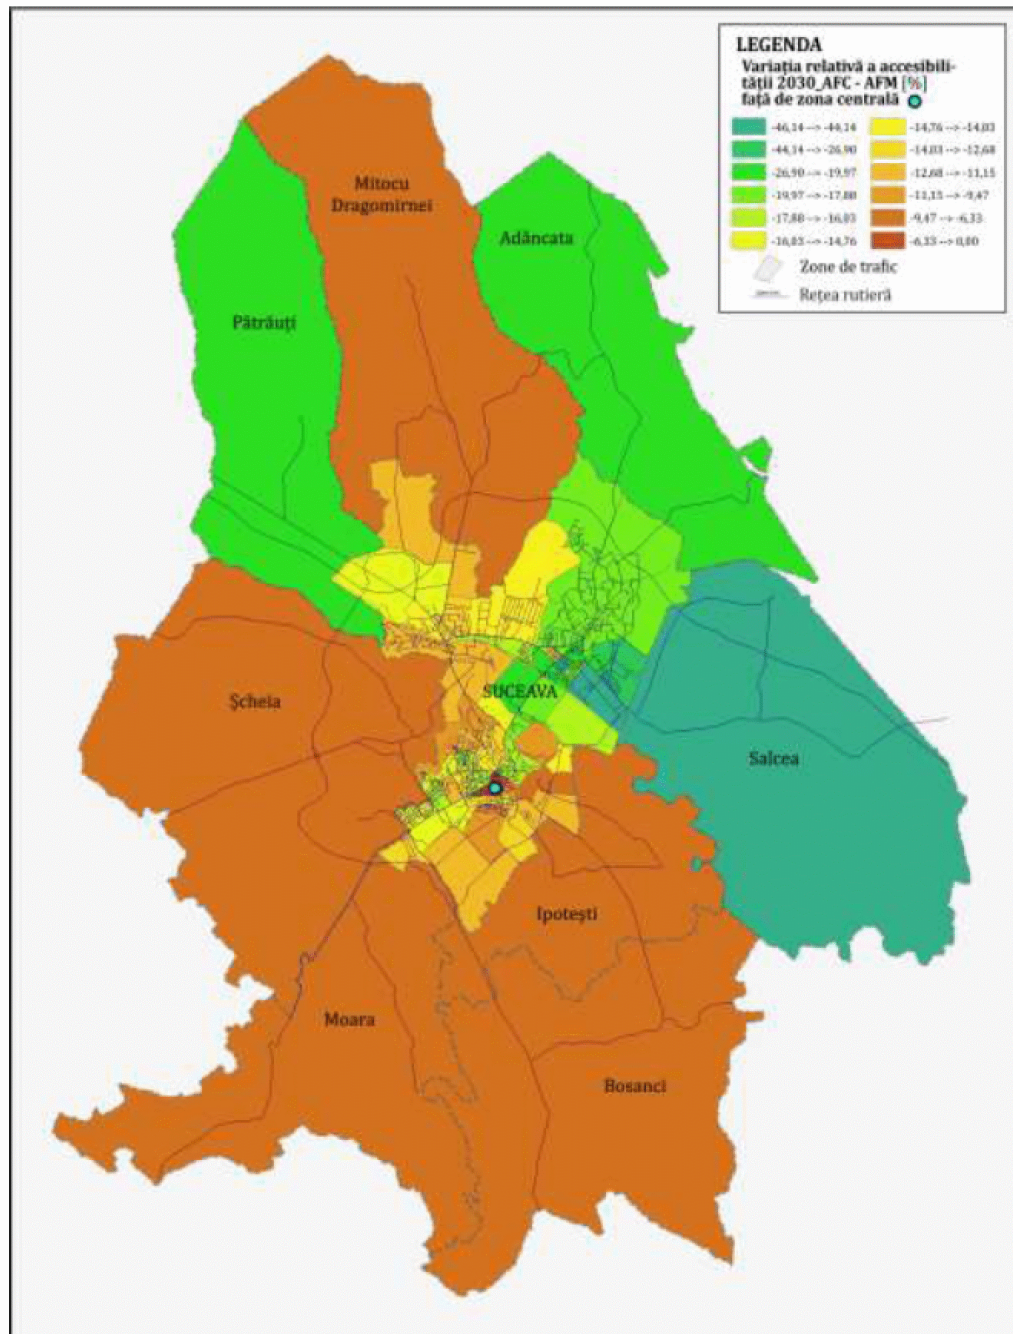 LEGENDA
Variația relativă a accesibili-
tății 2030_AFC - AFM [%]
față de zona centrală
-46,14 --> -44,14
-44,14 --> -26,90
-26,90 --> -19,97
-19,97 --> -17,88
-17,88 --> -16,03
-16,03 --> -14,76
-14,76 --> -14,03
-14,03 --> -12,68
-12,68 --> -11,15
-11,15 --> -9,47
-9,47 --> -6,33
-6,33 --> 0,00
Zone de trafic
Rețea rutieră
Mitocu
Dragomirnei
Adâncata
Pătrăuți
SUCEAVA
Șcheia
Salcea
Ipotești
Moara
Bosanci